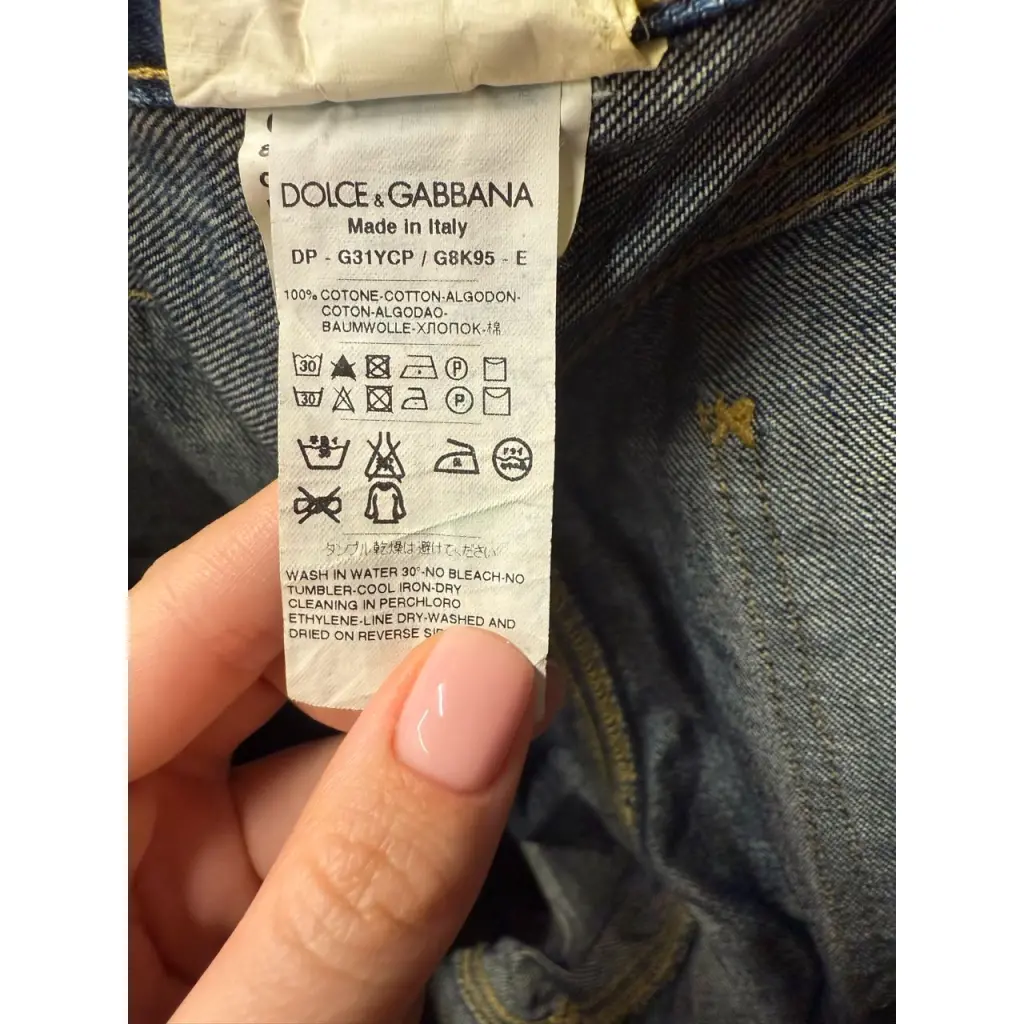 DOLCE & GABBANA
Made in Italy
DP - G31YCP / G8K95 - E
100% COTONE-COTTON-ALGODON-
COTON-ALGODAO-
BAUMWOLLE-ХЛОПОК-棉
30 P
30 P
タンブル乾燥は避けてください
WASH IN WATER 30°-NO BLEACH-NO
TUMBLER-COOL IRON-DRY
CLEANING IN PERCHLORO
ETHYLENE-LINE DRY-WASHED AND
DRIED ON REVERSE